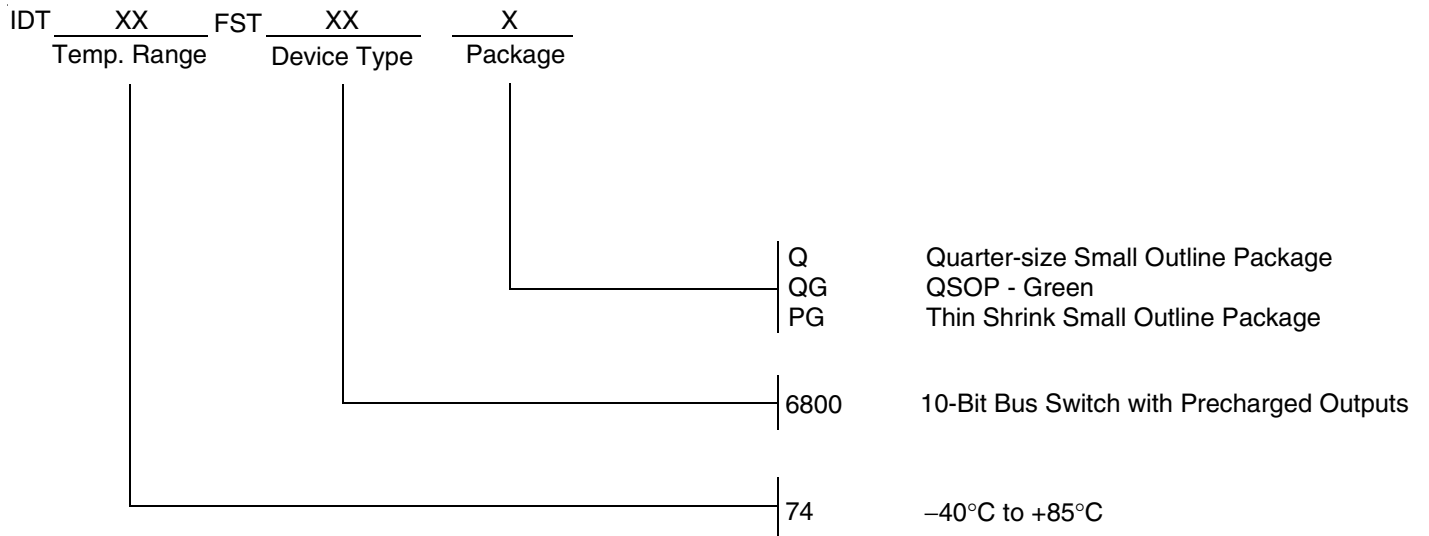 IDT XX FST XX X
Temp. Range Device Type Package
Q Quarter-size Small Outline Package
QG QSOP - Green
PG Thin Shrink Small Outline Package
6800 10-Bit Bus Switch with Precharged Outputs
74 –40°C to +85°C